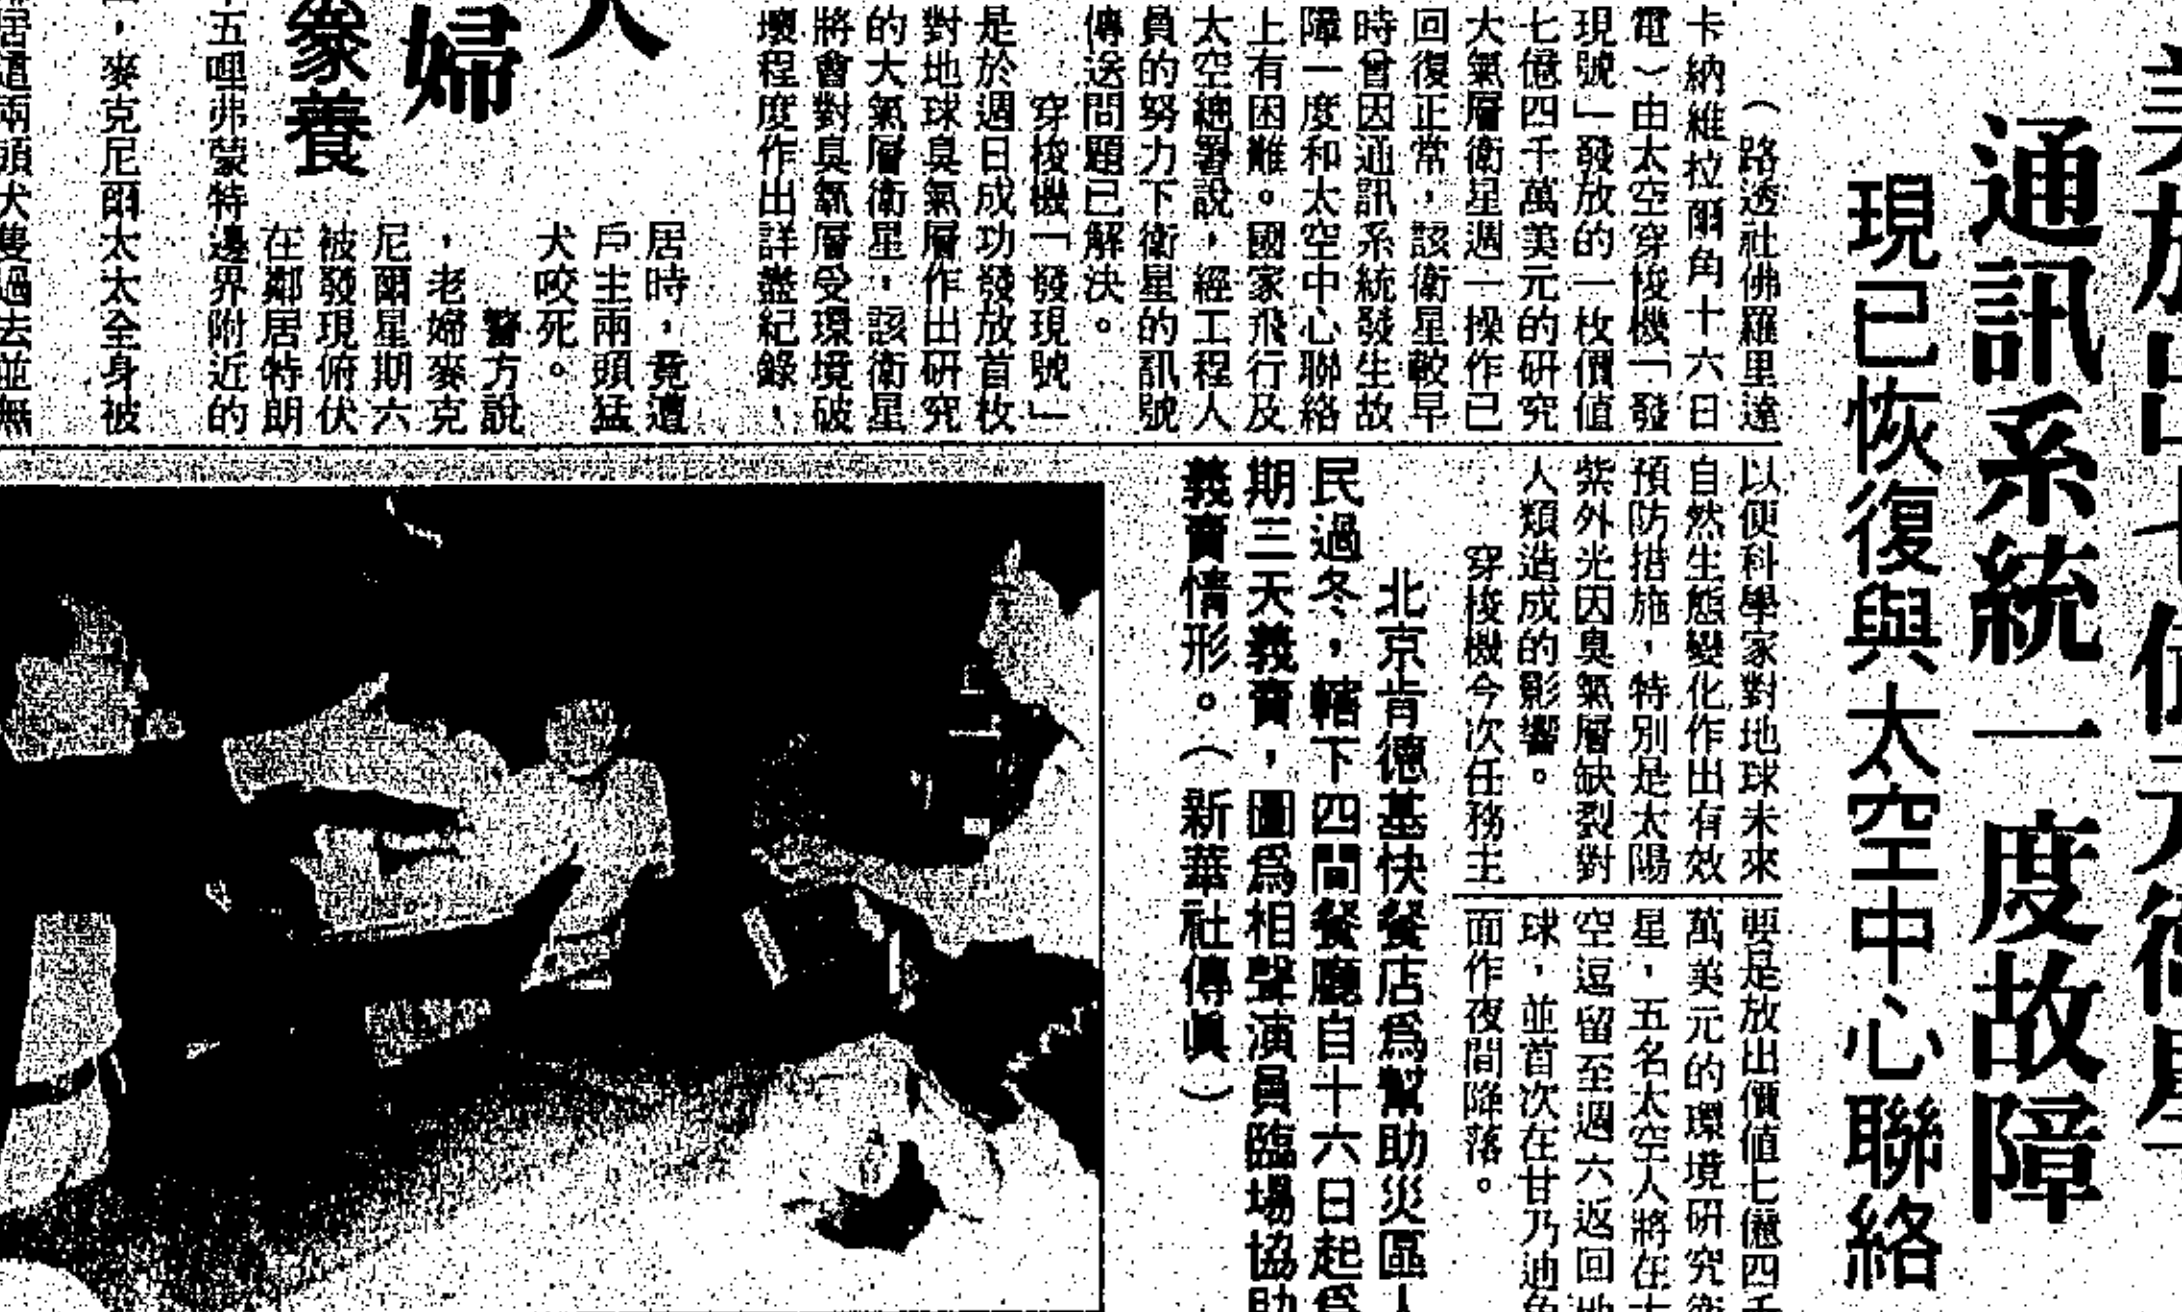 通訊系統一度故障
現已恢復與太空中心聯絡
（路透社佛羅里達
卡納維拉爾角十六日
電）由太空穿梭機「發
現號」發放的一枚價值
七億四千萬美元的研究
大氣層衛星週一操作已
回復正常，該衛星較早
時曾因通訊系統發生故
障一度和太空中心聯絡
上有困難。國家飛行及
太空總署說，經工程人
員的努力下衛星的訊號
傳送問題已解決。
穿梭機「發現號」
是於週日成功發放首枚
對地球臭氧層作出研究
的大氣層衛星，該衛星
將會對臭氧層受環境破
壞程度作出詳盡紀錄，
以便科學家對地球未來
自然生態變化作出有效
預防措施，特別是太陽
紫外光因臭氧層缺裂對
人類造成的影響。
穿梭機今次任務主
要是放出價值七億四千
萬美元的環境研究衛
星，五名太空人將在太
空逗留至週六返回地
球，並首次在甘乃迪角
面作夜間降落。
北京肯德基快餐店爲幫助災區人
民過冬，轄下四間餐廳自十六日起爲
期三天義賣，圖爲相聲演員臨場協助
義賣情形。（新華社傳眞）
婦
豢養
居時，竟遭
戶主兩頭猛
犬咬死。
警方說
，老婦麥克
尼爾星期六
被發現俯伏
在鄰居特朗
五哩弗蒙特邊界附近的
，麥克尼爾太太全身被
居這兩頭犬隻過去並無